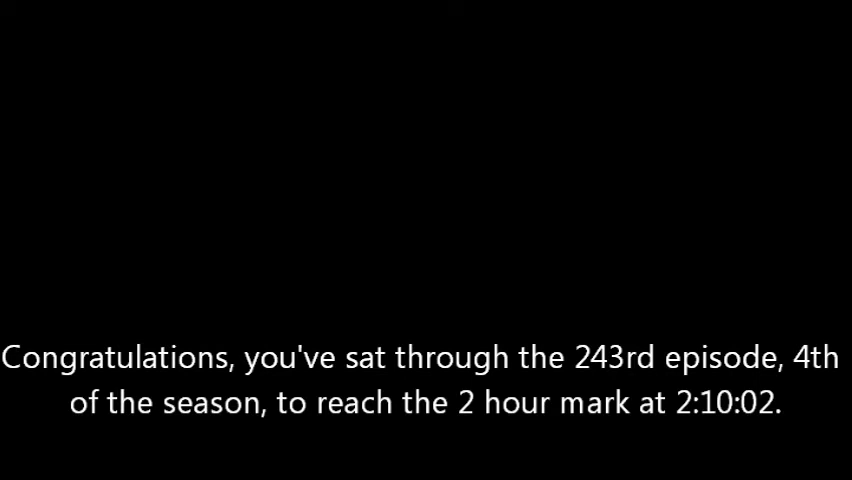 Congratulations, you've sat through the 243rd episode, 4th
of the season, to reach the 2 hour mark at 2:10:02.